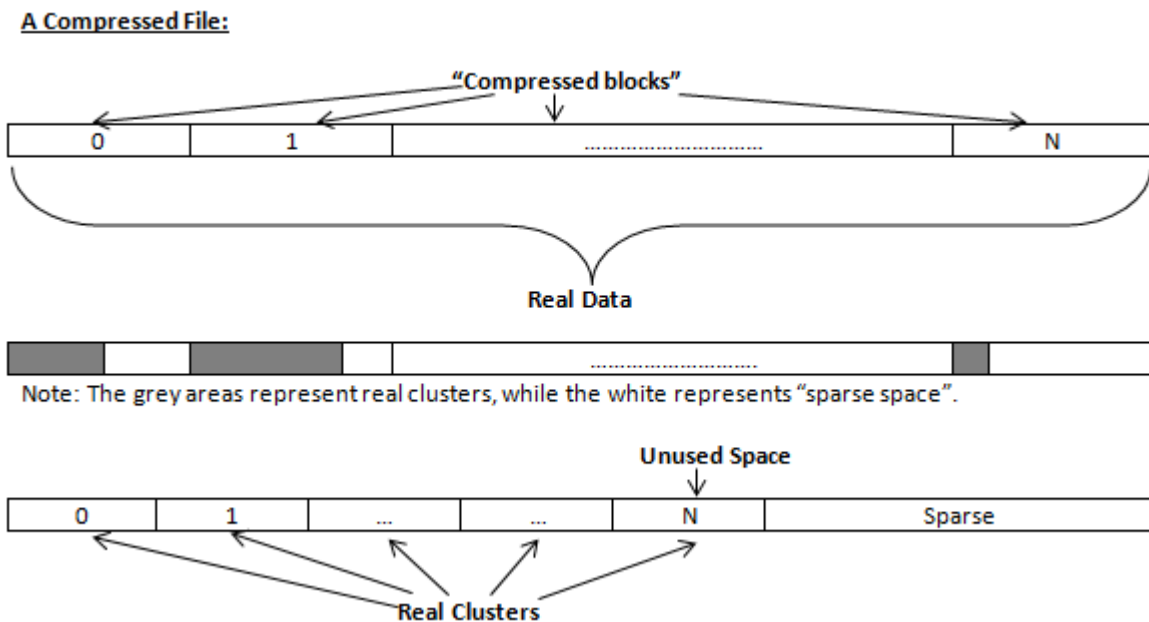 A Compressed File:
“Compressed blocks”
0 1 ………………………… N
Real Data
……………………….
Note: The grey areas represent real clusters, while the white represents “sparse space”.
Unused Space
0 1 … … N Sparse
Real Clusters